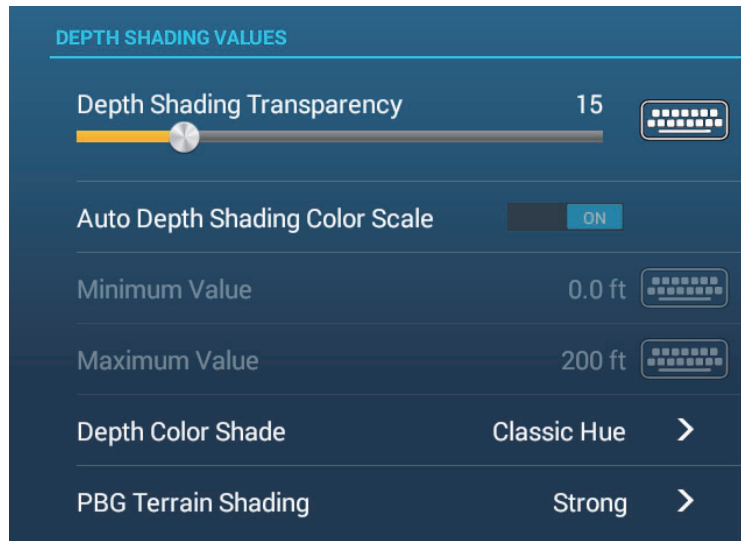 DEPTH SHADING VALUES
Depth Shading Transparency 15
Auto Depth Shading Color Scale ON
Minimum Value 0.0 ft
Maximum Value 200 ft
Depth Color Shade Classic Hue
PBG Terrain Shading Strong